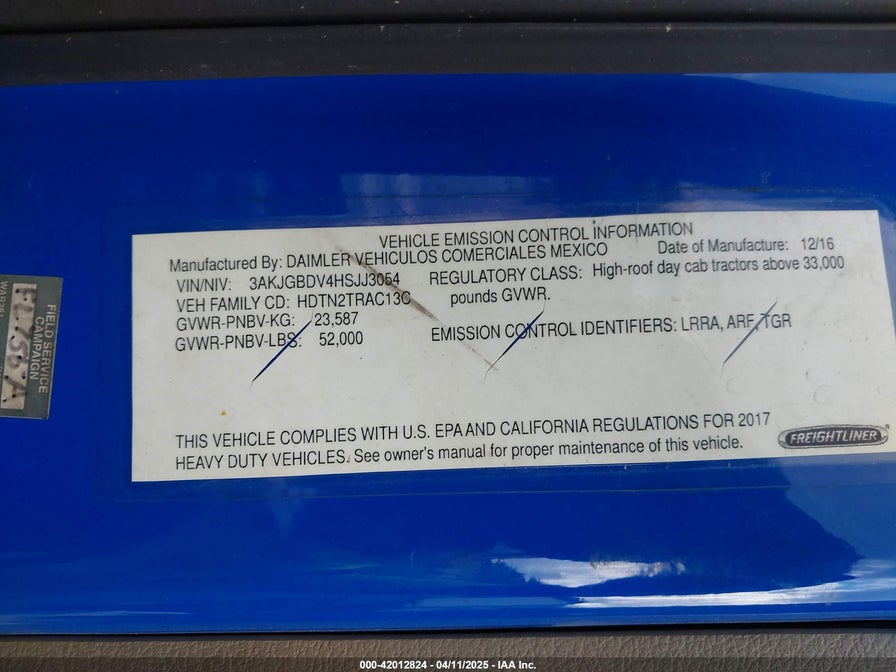 VEHICLE EMISSION CONTROL INFORMATION
Manufactured By: DAIMLER VEHICULOS COMERCIALES MEXICO Date of Manufacture: 12/16
VIN/NIV: 3AKJGBDV4HSJJ3054 REGULATORY CLASS: High-roof day cab tractors above 33,000
VEH FAMILY CD: HDTN2TRAC13C pounds GVWR.
GVWR-PNBV-KG: 23,587
GVWR-PNBV-LBS: 52,000 EMISSION CONTROL IDENTIFIERS: LRRA, ARF, TGR
THIS VEHICLE COMPLIES WITH U.S. EPA AND CALIFORNIA REGULATIONS FOR 2017
HEAVY DUTY VEHICLES. See owner's manual for proper maintenance of this vehicle.
FREIGHTLINER
FIELD SERVICE
CAMPAIGN
000-42012824 - 04/11/2025 - IAA Inc.